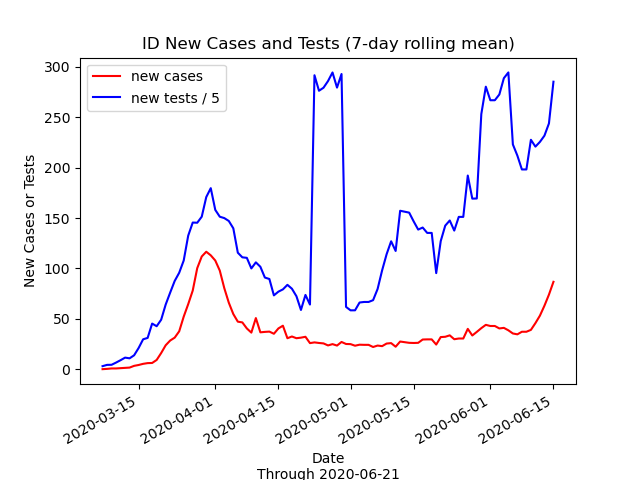 ID New Cases and Tests (7-day rolling mean)
new cases
new tests / 5
New Cases or Tests
300
250
200
150
100
50
0
2020-03-15
2020-04-01
2020-04-15
2020-05-01
2020-05-15
2020-06-01
2020-06-15
Date
Through 2020-06-21